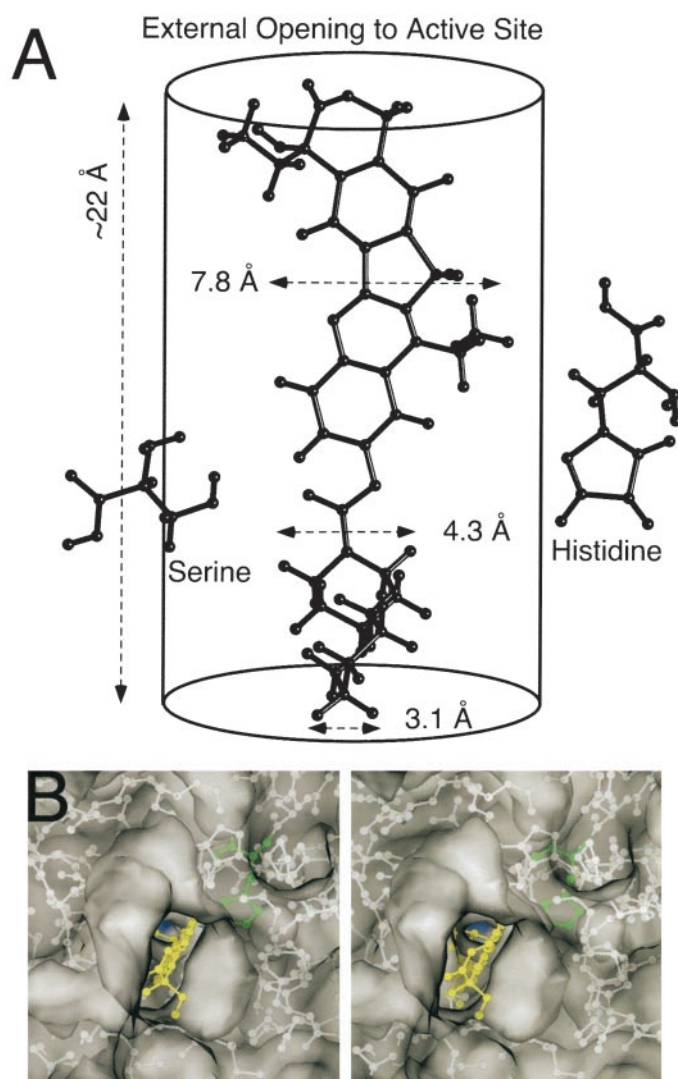 A
External Opening to Active Site
~22 Å
7.8 Å
4.3 Å
Serine
Histidine
3.1 Å
B